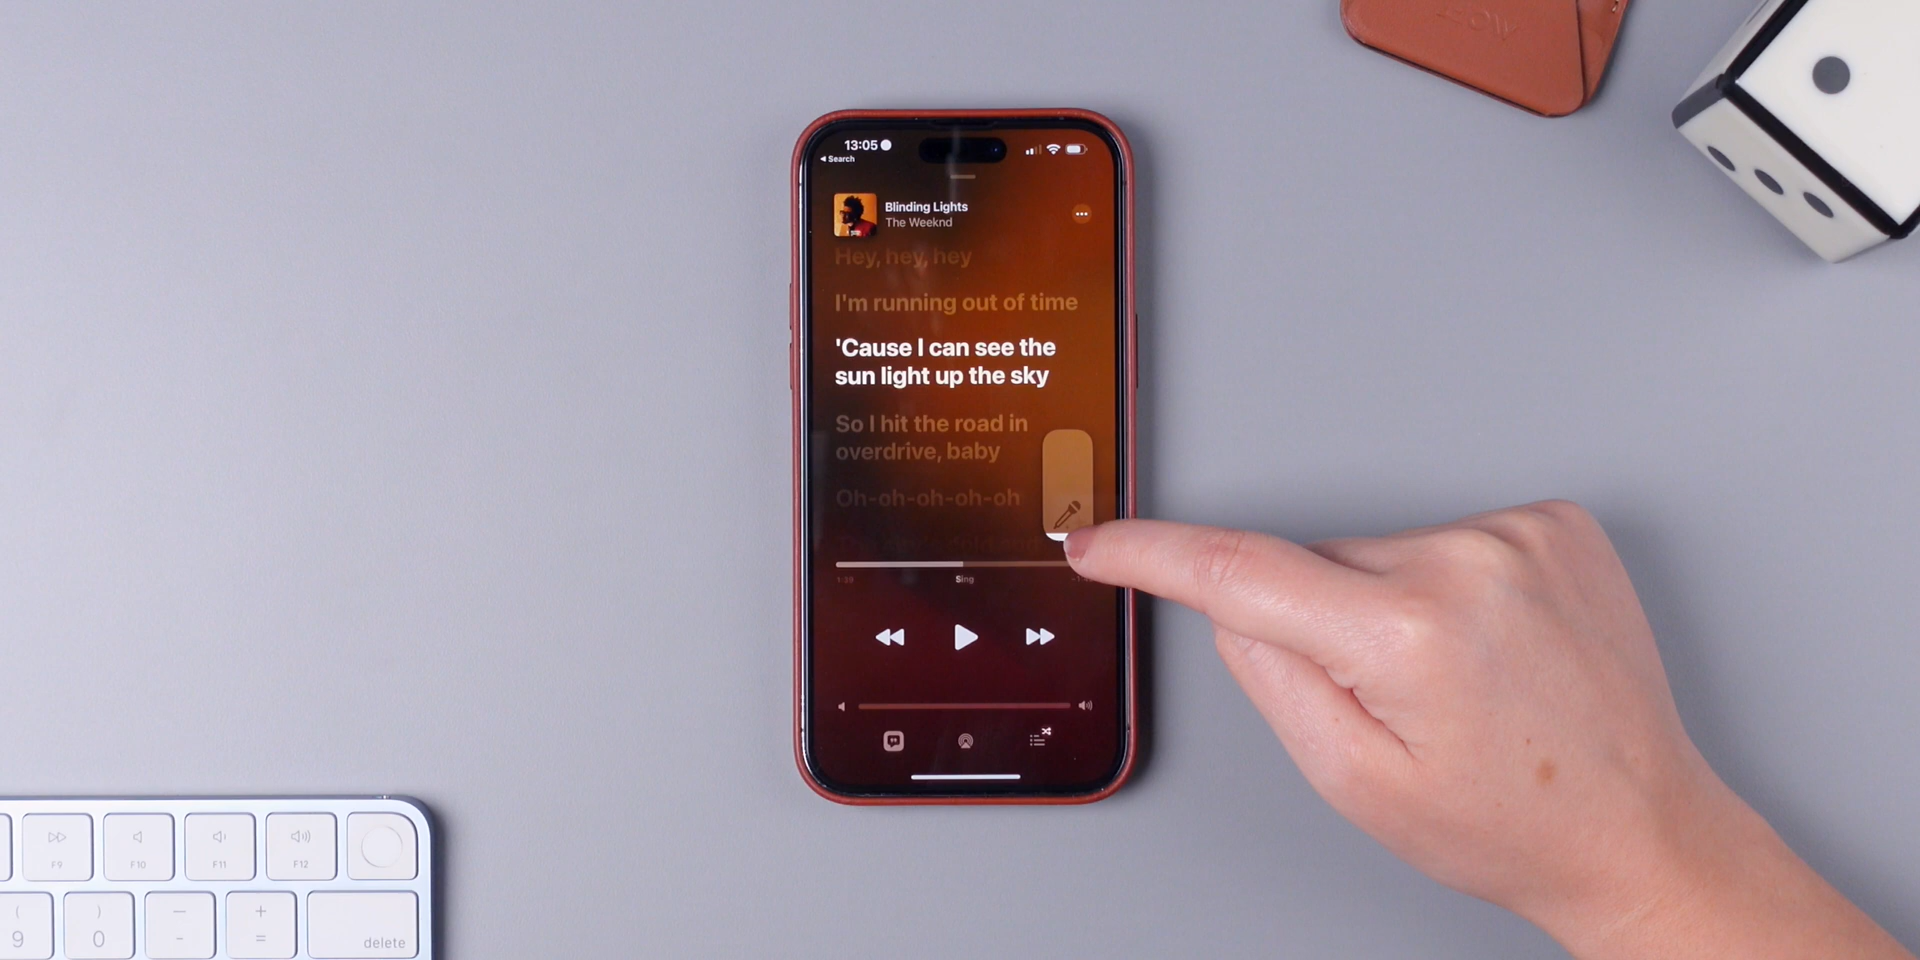 13:05
Search
Blinding Lights
The Weeknd
Hey, hey, hey
I'm running out of time
'Cause I can see the
sun light up the sky
So I hit the road in
overdrive, baby
Oh-oh-oh-oh-oh
1:39
Sing
F9
F10
F11
F12
( ) — +
9 0 - =
delete